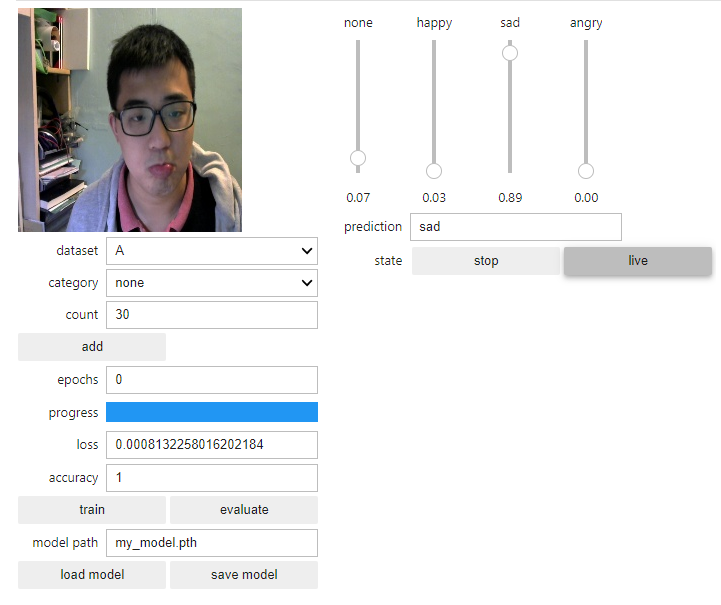 none happy sad angry
0.07 0.03 0.89 0.00
prediction sad
state stop live
dataset A
category none
count 30
add
epochs 0
progress
loss 0.0008132258016202184
accuracy 1
train evaluate
model path my_model.pth
load model save model